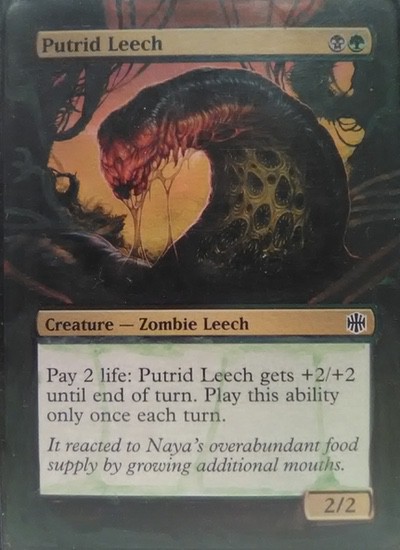 Putrid Leech
Creature — Zombie Leech
Pay 2 life: Putrid Leech gets +2/+2
until end of turn. Play this ability
only once each turn.
It reacted to Naya's overabundant food
supply by growing additional mouths.
2/2